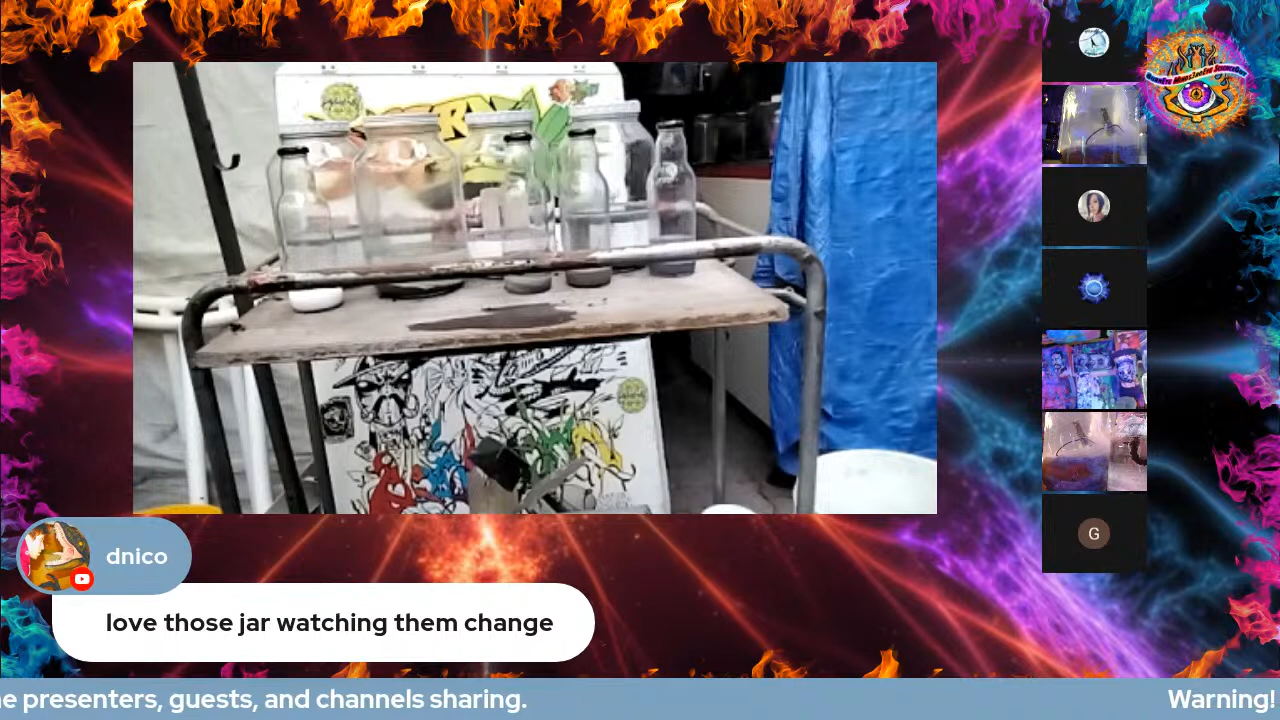 dnico
love those jar watching them change
e presenters, guests, and channels sharing.
Warning!
G